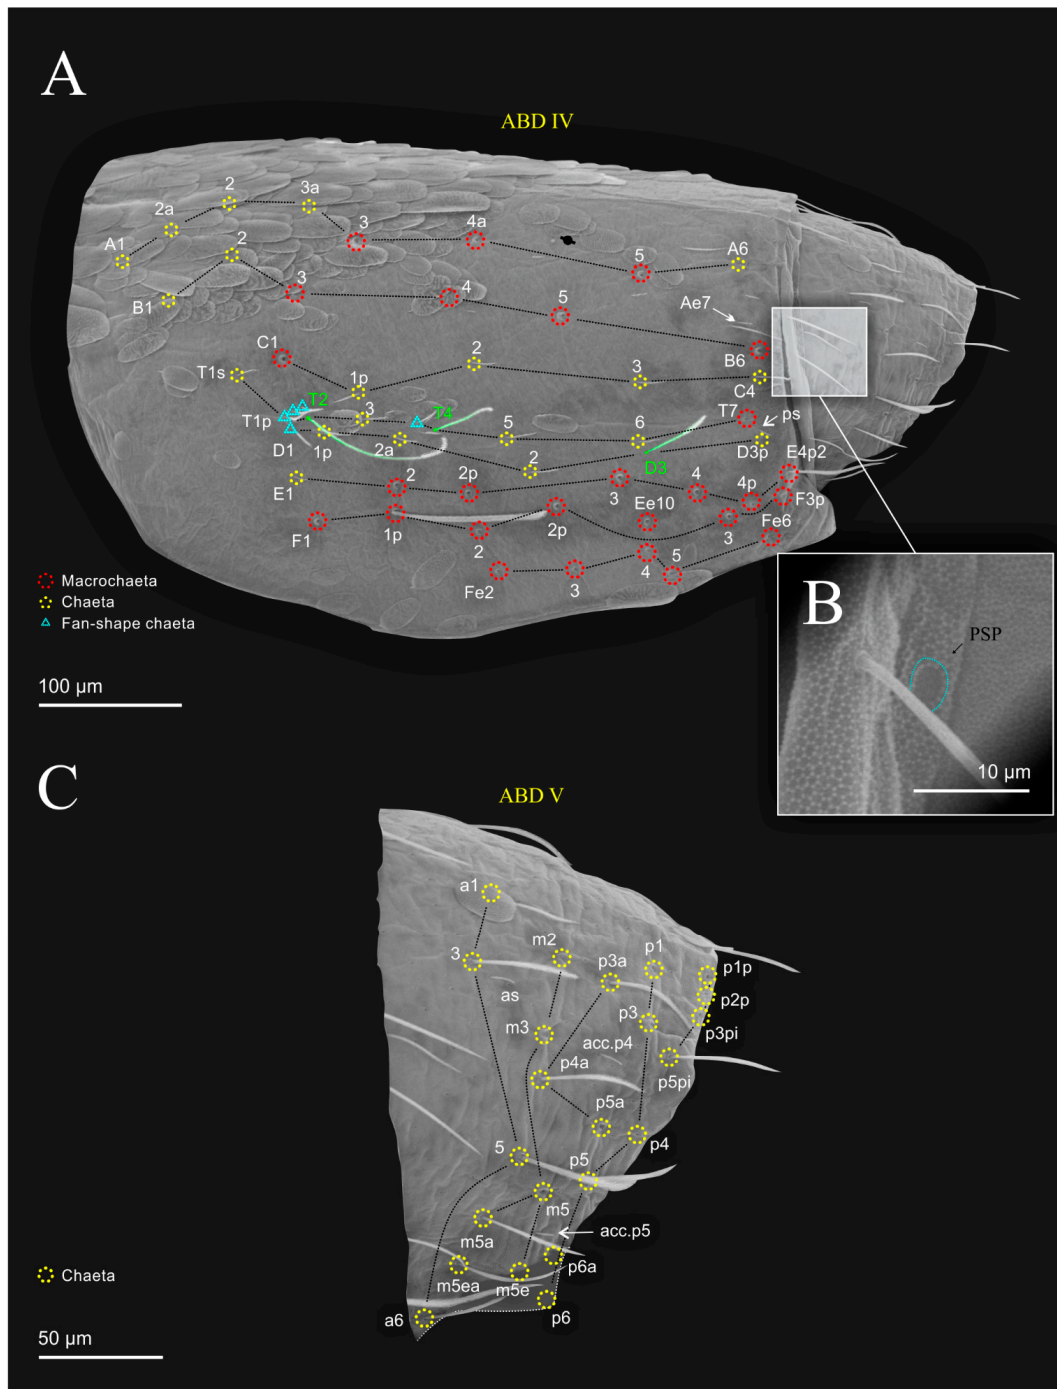 A
ABD IV
A1 2a 2 3a 3 4a 5 A6
B1 2 3 4 5 B6
Ae7
C1 1p 2 3 C4
T1s T1p T2 3 T4 5 6 T7
ps
D1 1p 2a 2 D3 D3p
E1 2 2p 3 4 4p E4p2
Ee10
F1 1p 2 2p 3 F3p
Fe2 3 4 5 Fe6
Macrochaeta
Chaeta
Fan-shape chaeta
100 µm
B
PSP
10 µm
C
ABD V
a1
3 m2 p3a p1 p1p
as p2p
m3 p3 p3pi
acc.p4
p4a p5pi
p5a p4
5 p5
m5
m5a acc.p5
p6a
m5ea m5e
a6 p6
Chaeta
50 µm